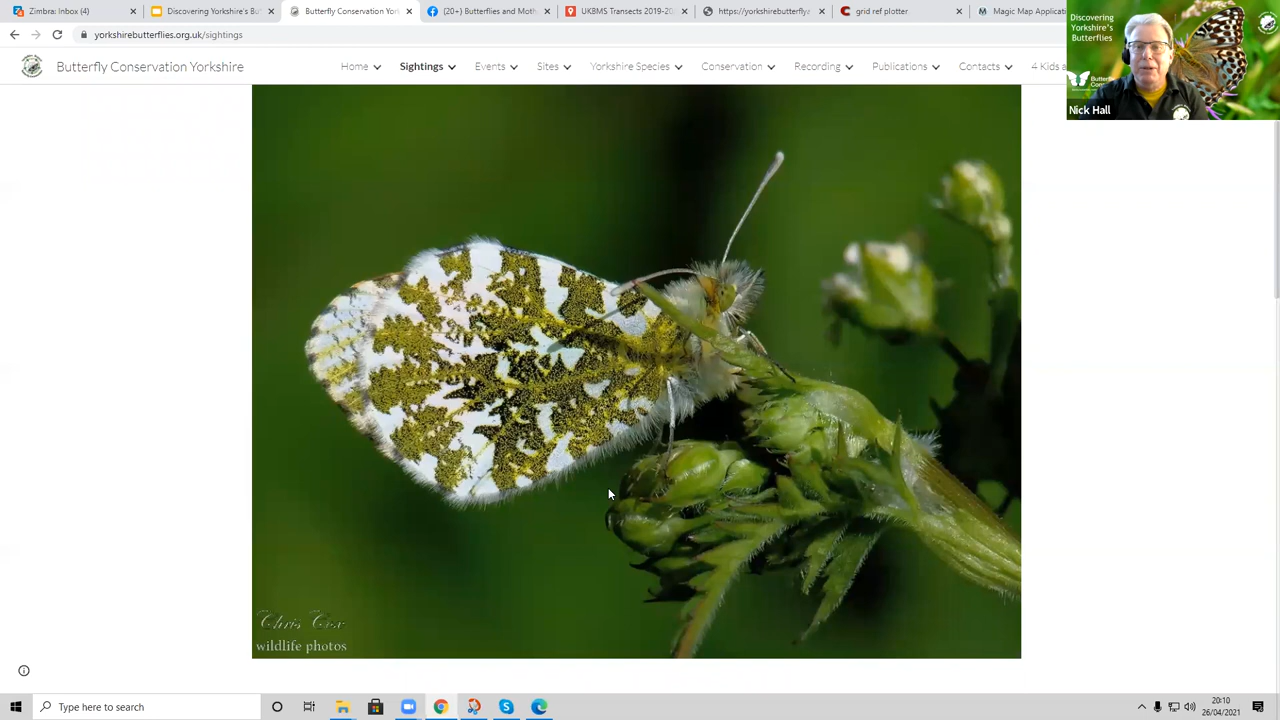 Zimbra: Inbox (3)
Discovering Yorkshire's Bu
Butterfly Conservation Yorkshir
(20+) Butterflies and Moth
UKBMS Transects 2019-20
https://yorkshirebutterfly
grid ref plotter
Magic Map Applicati
yorkshirebutterflies.org.uk/sightings
Butterfly Conservation Yorkshire
Home
Sightings
Events
Sites
Yorkshire Species
Conservation
Recording
Publications
Contacts
4 Kids a
Discovering
Yorkshire's
Butterflies
Nick Hall
Chris Cox
wildlife photos
Type here to search
20:10
26/04/2021